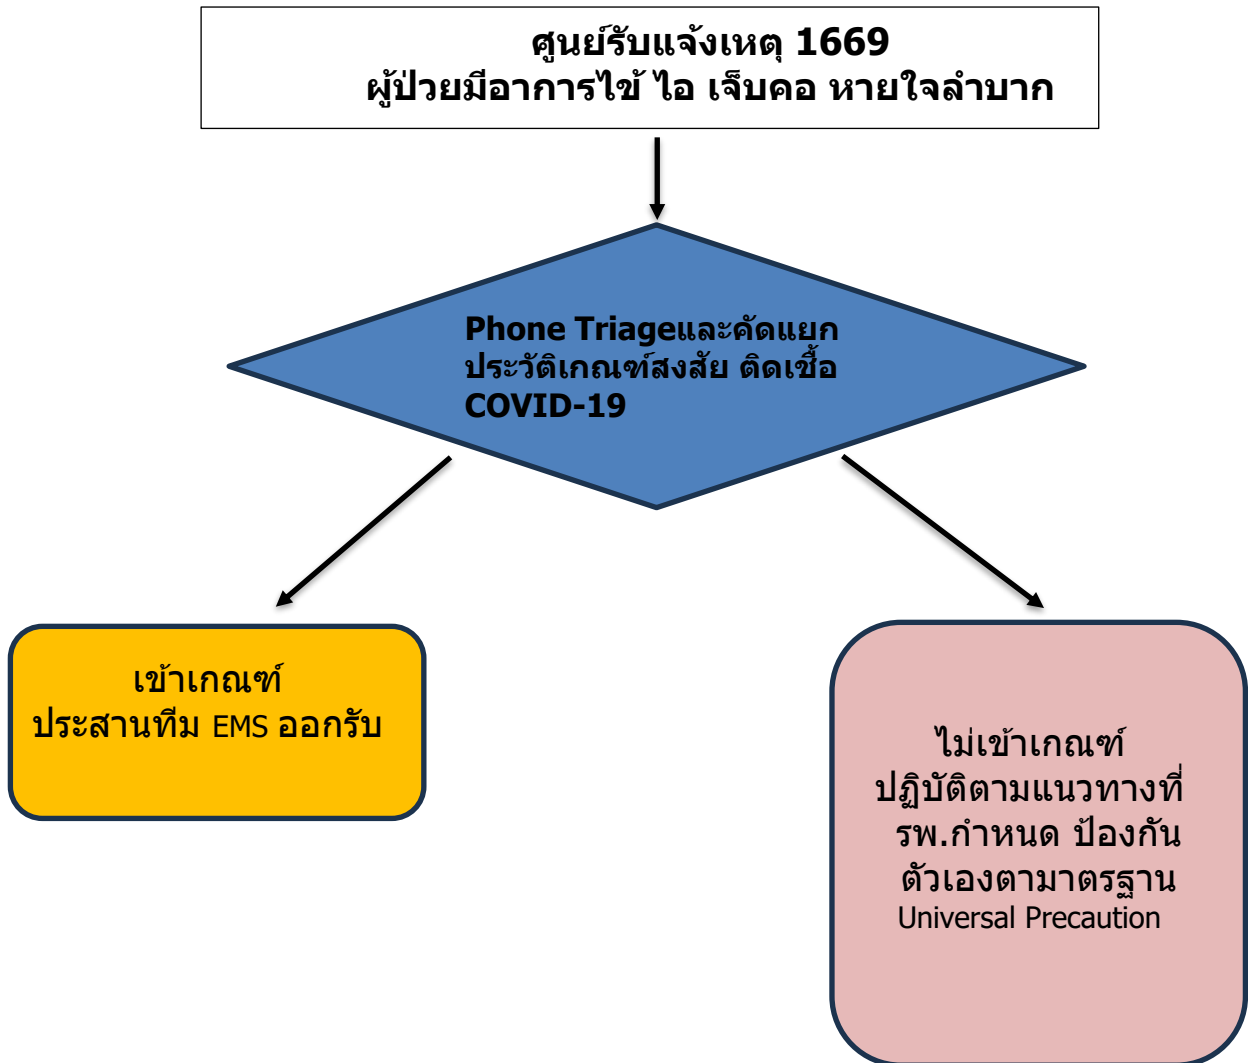 ศูนย์รับแจ้งเหตุ 1669
ผู้ป่วยมีอาการไข้ ไอ เจ็บคอ หายใจลำบาก
Phone Triageและคัดแยก
ประวัติเกณฑ์สงสัย ติดเชื้อ
COVID-19
เข้าเกณฑ์
ประสานทีม EMS ออกรับ
ไม่เข้าเกณฑ์
ปฏิบัติตามแนวทางที่
รพ.กำหนด ป้องกัน
ตัวเองตามาตรฐาน
Universal Precaution